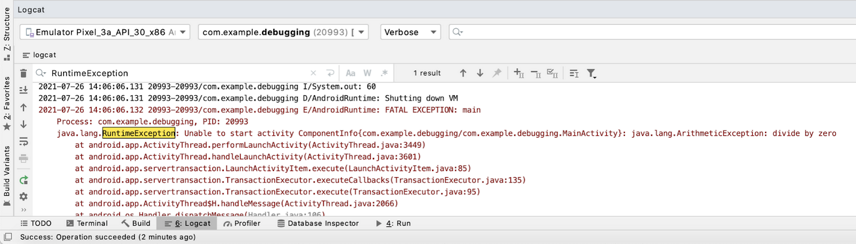 Logcat
Emulator Pixel_3a_API_30_x86 com.example.debugging (20993) [ Verbose
logcat
RuntimeException Aa W .* 1 result
2021-07-26 14:06:06.131 20993-20993/com.example.debugging I/System.out: 60
2021-07-26 14:06:06.131 20993-20993/com.example.debugging D/AndroidRuntime: Shutting down VM
2021-07-26 14:06:06.132 20993-20993/com.example.debugging E/AndroidRuntime: FATAL EXCEPTION: main
Process: com.example.debugging, PID: 20993
java.lang.RuntimeException: Unable to start activity ComponentInfo{com.example.debugging/com.example.debugging.MainActivity}: java.lang.ArithmeticException: divide by zero
at android.app.ActivityThread.performLaunchActivity(ActivityThread.java:3449)
at android.app.ActivityThread.handleLaunchActivity(ActivityThread.java:3601)
at android.app.servertransaction.LaunchActivityItem.execute(LaunchActivityItem.java:85)
at android.app.servertransaction.TransactionExecutor.executeCallbacks(TransactionExecutor.java:135)
at android.app.servertransaction.TransactionExecutor.execute(TransactionExecutor.java:95)
at android.app.ActivityThread$H.handleMessage(ActivityThread.java:2066)
at android.os.Handler.dispatchMessage(Handler.java:106)
Z: Structure
2: Favorites
Build Variants
TODO Terminal Build 6: Logcat Profiler Database Inspector 4: Run
Success: Operation succeeded (2 minutes ago)